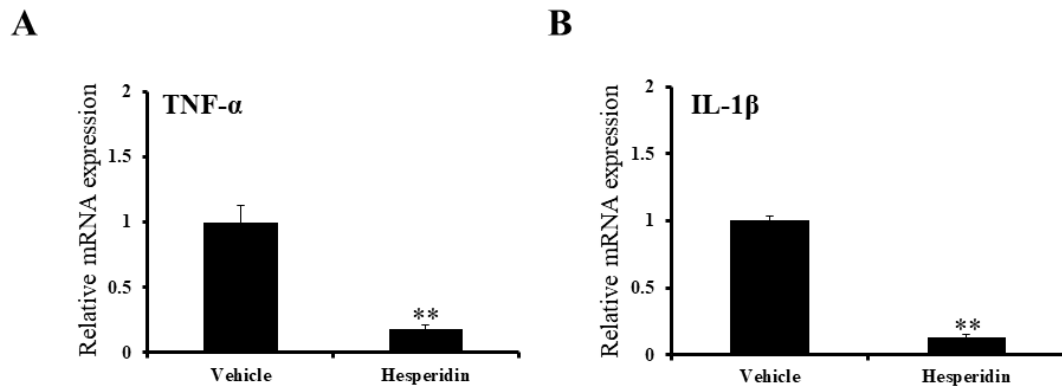 A
Relative mRNA expression
TNF-α
2
1.5
1
0.5
0
**
Vehicle
Hesperidin
B
Relative mRNA expression
IL-1β
2
1.5
1
0.5
0
**
Vehicle
Hesperidin